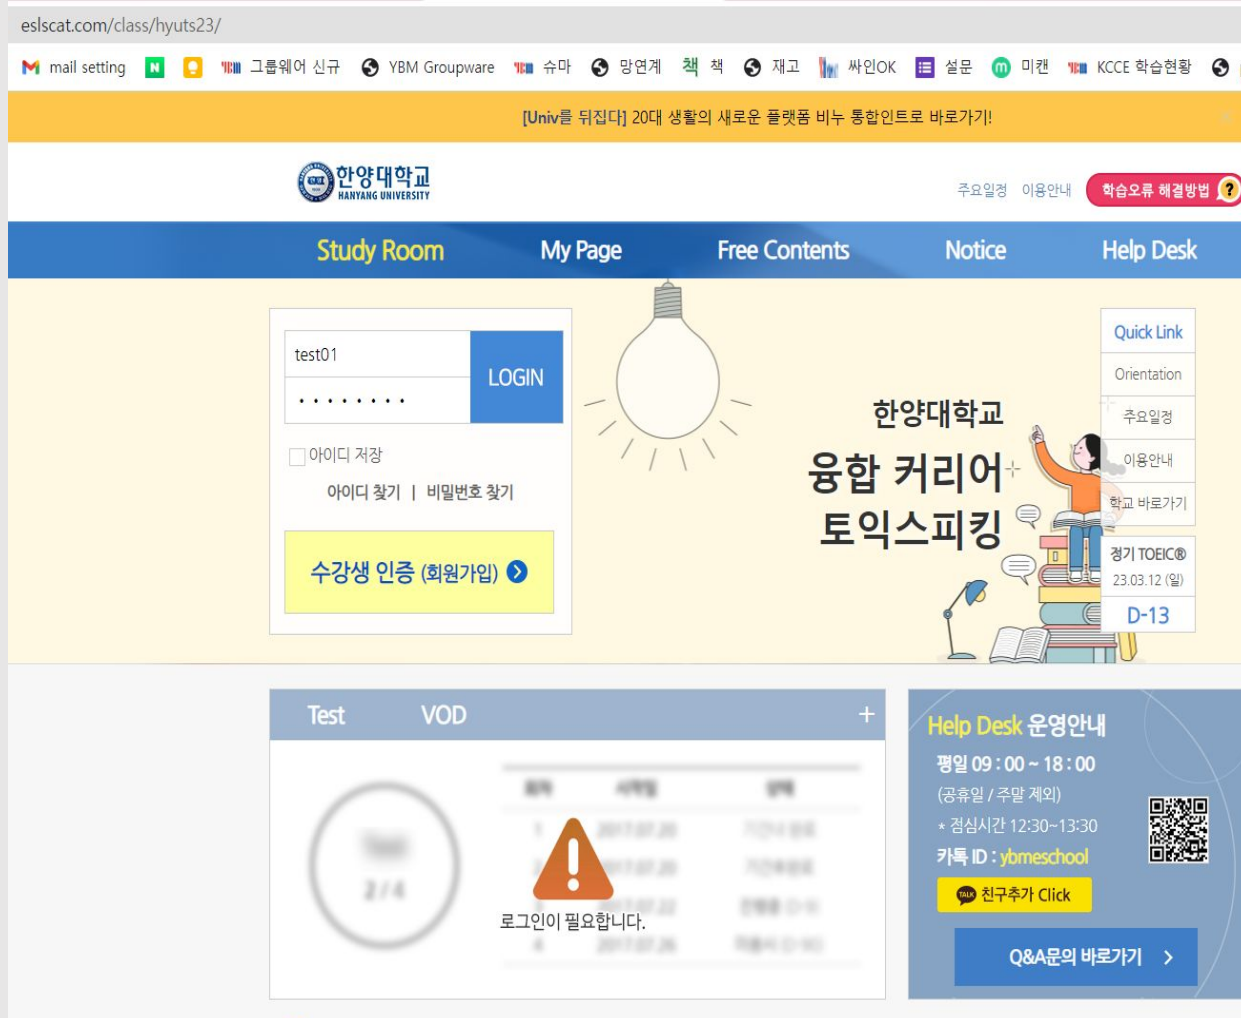 eslscat.com/class/hyuts23/
mail setting N 그룹웨어 신규 YBM Groupware 슈마 망연계 책 책 재고 싸인OK 설문 m 미캔 KCCE 학습현황
[Univ를 뒤집다] 20대 생활의 새로운 플랫폼 비누 통합인트로 바로가기!
한양대학교
HANYANG UNIVERSITY
주요일정 이용안내 학습오류 해결방법 ?
Study Room My Page Free Contents Notice Help Desk
test01
LOGIN
아이디 저장
아이디 찾기 | 비밀번호 찾기
수강생 인증 (회원가입)
한양대학교
융합 커리어
토익스피킹
Quick Link
Orientation
주요일정
이용안내
학교 바로가기
정기 TOEIC®
23.03.12 (일)
D-13
Test VOD +
2 / 4
로그인이 필요합니다.
Help Desk 운영안내
평일 09 : 00 ~ 18 : 00
(공휴일 / 주말 제외)
* 점심시간 12:30~13:30
카톡 ID : ybmeschool
TALK 친구추가 Click
Q&A문의 바로가기 >